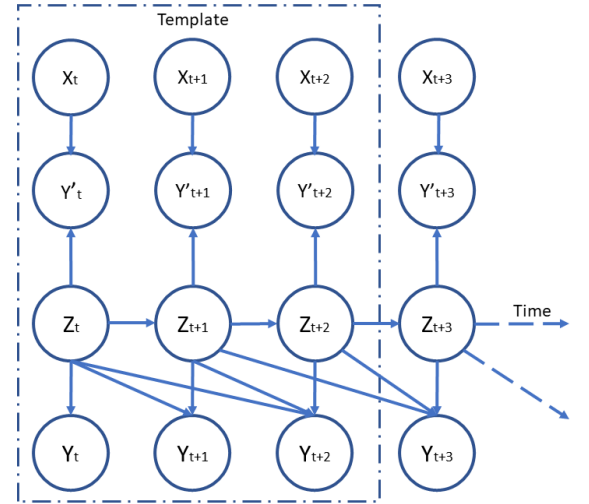 Template
Xt Xt+1 Xt+2 Xt+3
Y’t Y’t+1 Y’t+2 Y’t+3
Time
Zt Zt+1 Zt+2 Zt+3
Yt Yt+1 Yt+2 Yt+3